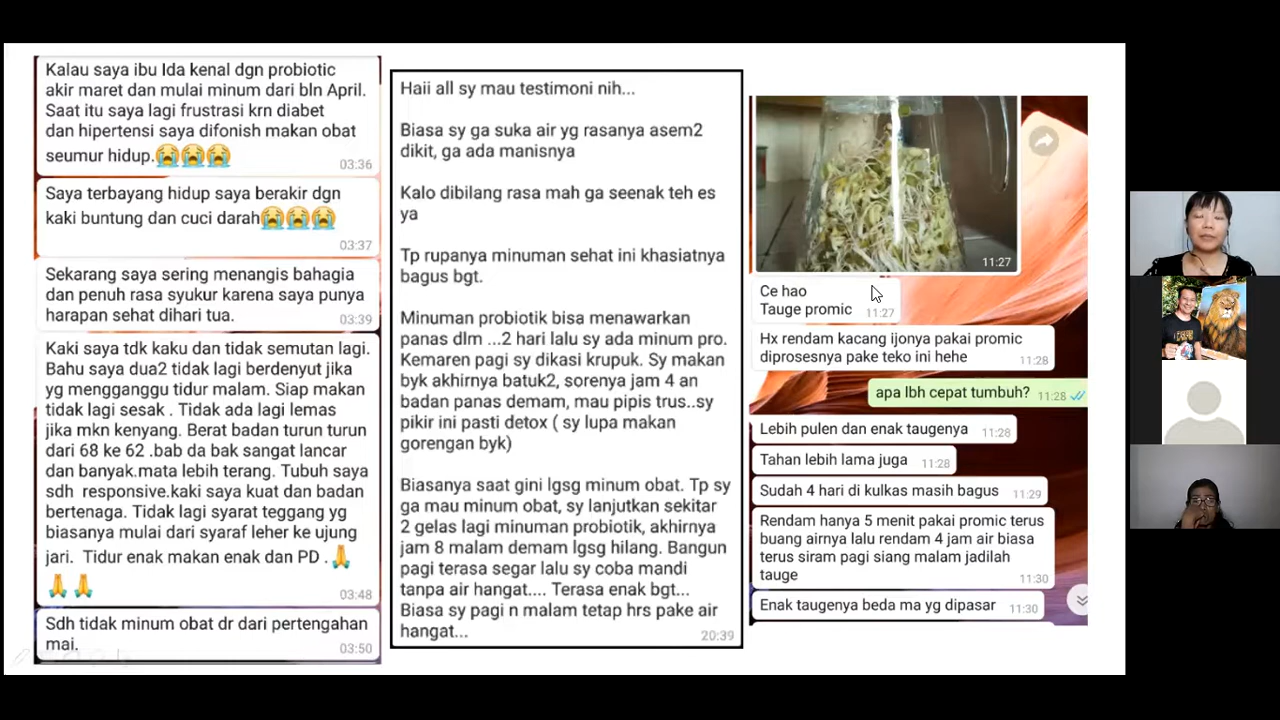 Kalau saya ibu Ida kenal dgn probiotic
akir maret dan mulai minum dari bln April.
Saat itu saya lagi frustrasi krn diabet
dan hipertensi saya difonish makan obat
seumur hidup.😭😭😭
03:36
Saya terbayang hidup saya berakir dgn
kaki buntung dan cuci darah😭😭😭
03:37
Sekarang saya sering menangis bahagia
dan penuh rasa syukur karena saya punya
harapan sehat dihari tua.
03:39
Kaki saya tdk kaku dan tidak semutan lagi.
Bahu saya dua2 tidak lagi berdenyut jika
yg mengganggu tidur malam. Siap makan
tidak lagi sesak . Tidak ada lagi lemas
jika mkn kenyang. Berat badan turun turun
dari 68 ke 62 .bab da bak sangat lancar
dan banyak.mata lebih terang. Tubuh saya
sdh responsive.kaki saya kuat dan badan
bertenaga. Tidak lagi syarat teggang yg
biasanya mulai dari syaraf leher ke ujung
jari. Tidur enak makan enak dan PD .🙏
🙏🙏
03:48
Sdh tidak minum obat dr dari pertengahan
mai.
03:50
Haii all sy mau testimoni nih...
Biasa sy ga suka air yg rasanya asem2
dikit, ga ada manisnya
Kalo dibilang rasa mah ga seenak teh es
ya
Tp rupanya minuman sehat ini khasiatnya
bagus bgt.
Minuman probiotik bisa menawarkan
panas dlm ...2 hari lalu sy ada minum pro.
Kemaren pagi sy dikasi krupuk. Sy makan
byk akhirnya batuk2, sorenya jam 4 an
badan panas demam, mau pipis trus..sy
pikir ini pasti detox ( sy lupa makan
gorengan byk)
Biasanya saat gini lgsg minum obat. Tp sy
ga mau minum obat, sy lanjutkan sekitar
2 gelas lagi minuman probiotik, akhirnya
jam 8 malam demam lgsg hilang. Bangun
pagi terasa segar lalu sy coba mandi
tanpa air hangat.... Terasa enak bgt...
Biasa sy pagi n malam tetap hrs pake air
hangat...
20:39
11:27
Ce hao
Tauge promic
11:27
Hx rendam kacang ijonya pakai promic
diprosesnya pake teko ini hehe
11:28
apa lbh cepat tumbuh? 11:28
Lebih pulen dan enak taugenya 11:28
Tahan lebih lama juga 11:28
Sudah 4 hari di kulkas masih bagus 11:29
Rendam hanya 5 menit pakai promic terus
buang airnya lalu rendam 4 jam air biasa
terus siram pagi siang malam jadilah
tauge
11:30
Enak taugenya beda ma yg dipasar 11:30